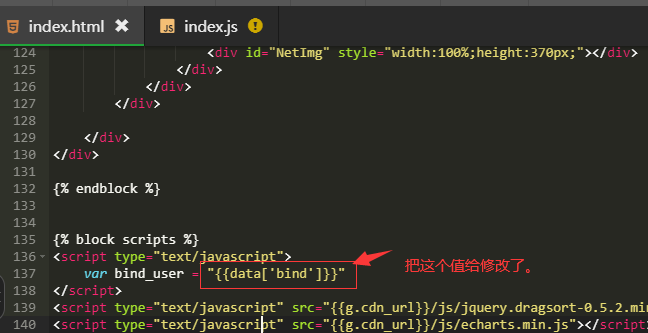 index.html ✖ index.js
124 <div id="NetImg" style="width:100%;height:370px;"></div>
125 </div>
126 </div>
127 </div>
128
129 </div>
130 </div>
131
132 {% endblock %}
133
134
135 {% block scripts %}
136 <script type="text/javascript">
137 var bind_user = "{{data['bind']}}" 把这个值给修改了。
138 </script>
139 <script type="text/javascript" src="{{g.cdn_url}}/js/jquery.dragsort-0.5.2.mi
140 <script type="text/javascript" src="{{g.cdn_url}}/js/echarts.min.js"></script